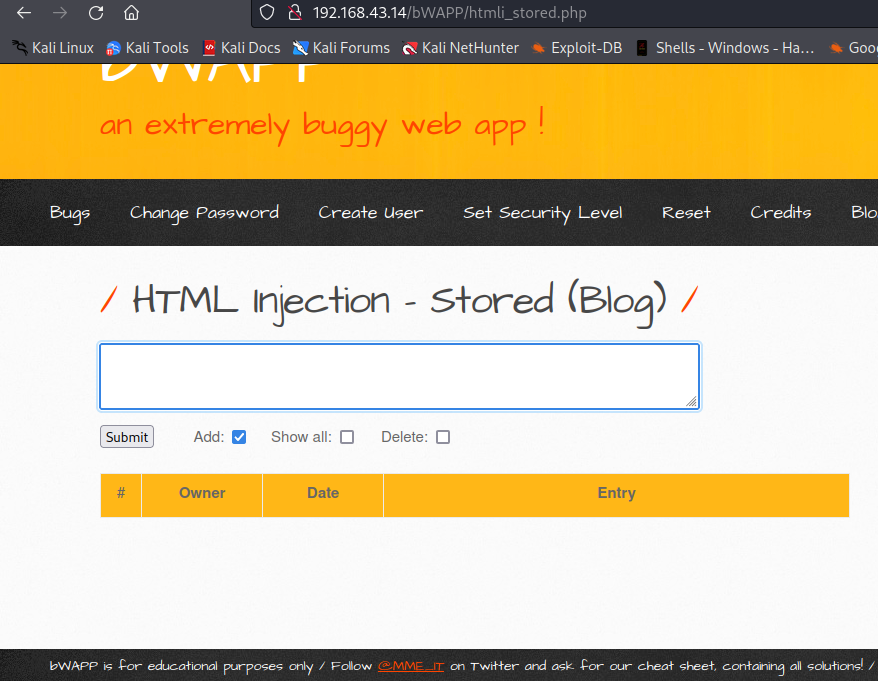 192.168.43.14/bWAPP/htmli_stored.php
Kali Linux Kali Tools Kali Docs Kali Forums Kali NetHunter Exploit-DB Shells - Windows - Ha… Goo
bWAPP
an extremely buggy web app !
Bugs Change Password Create User Set Security Level Reset Credits Blo
/ HTML Injection - Stored (Blog) /
Submit Add: Show all: Delete:
# Owner Date Entry
bWAPP is for educational purposes only / Follow @MME_IT on Twitter and ask for our cheat sheet, containing all solutions! /